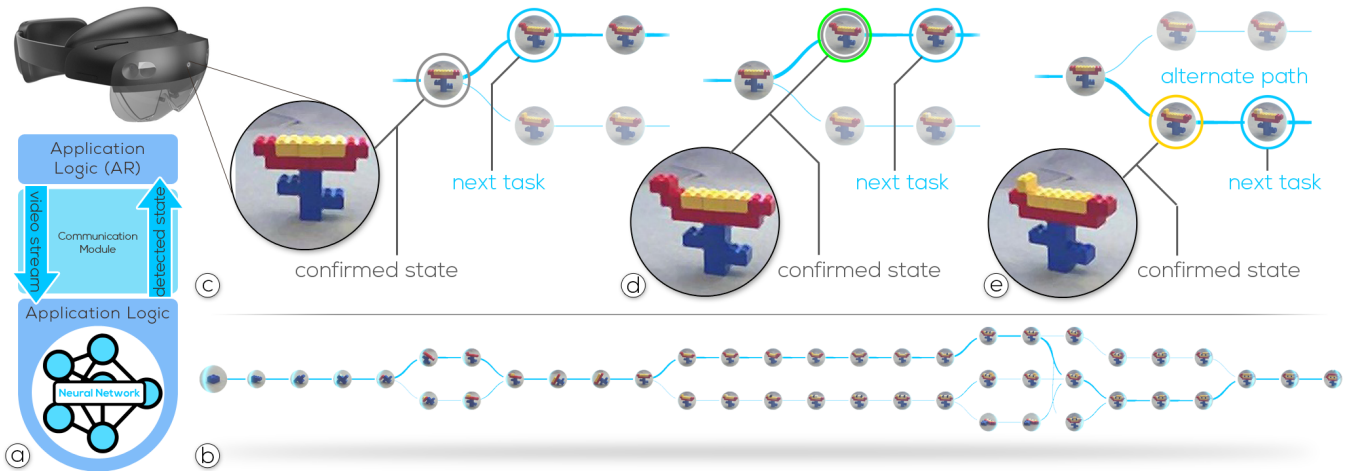 Application
Logic (AR)
video stream
Communication
Module
detected state
Application Logic
Neural Network
a
next task
confirmed state
c
next task
confirmed state
d
alternate path
next task
confirmed state
e
b